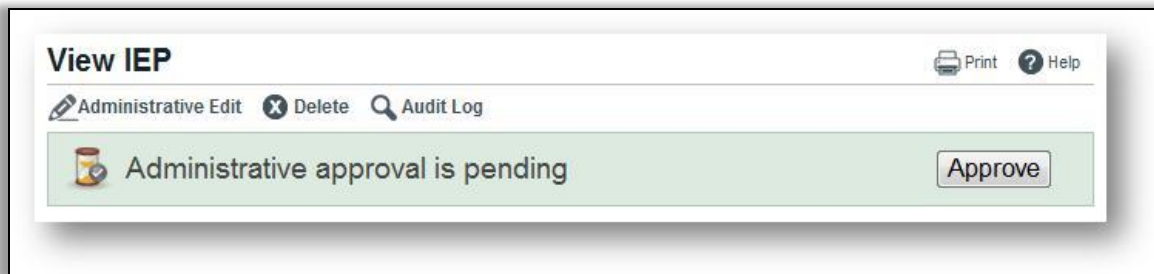 View IEP
Print Help
Administrative Edit Delete Audit Log
Administrative approval is pending
Approve